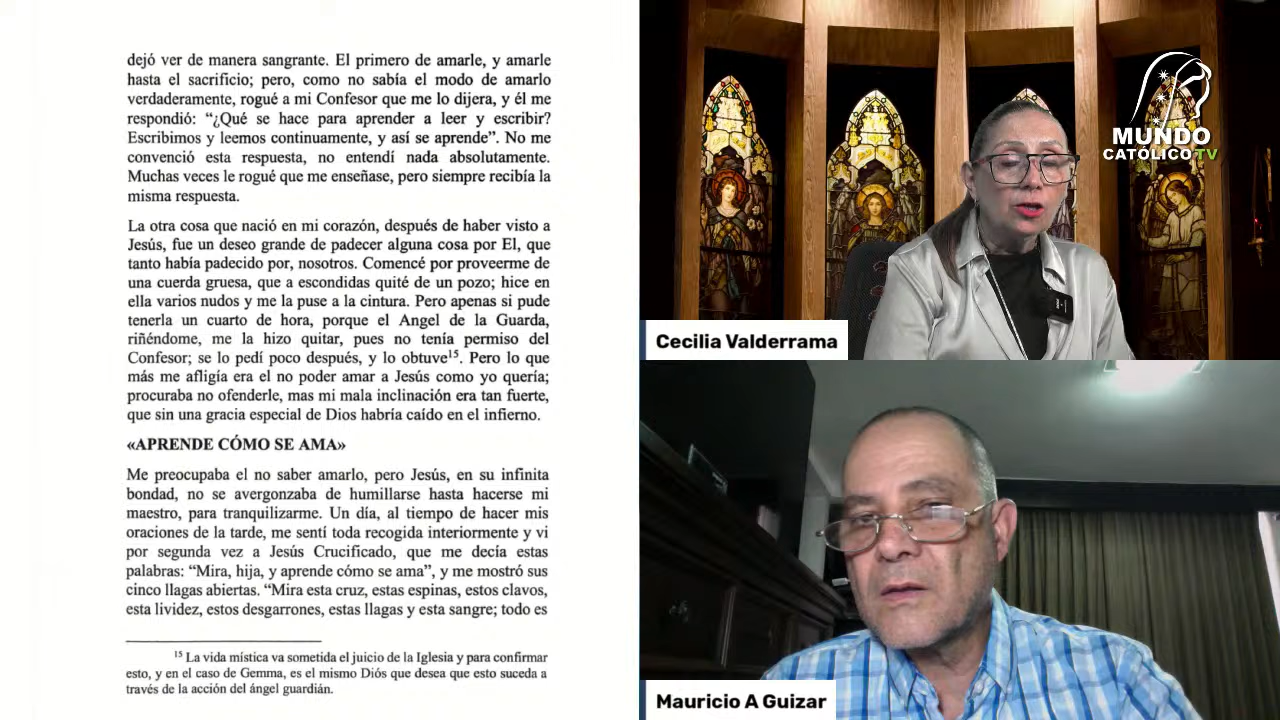 dejó ver de manera sangrante. El primero de amarle, y amarle
hasta el sacrificio; pero, como no sabía el modo de amarlo
verdaderamente, rogué a mi Confesor que me lo dijera, y él me
respondió: “¿Qué se hace para aprender a leer y escribir?
Escribimos y leemos continuamente, y así se aprende”. No me
convenció esta respuesta, no entendí nada absolutamente.
Muchas veces le rogué que me enseñase, pero siempre recibía la
misma respuesta.
La otra cosa que nació en mi corazón, después de haber visto a
Jesús, fue un deseo grande de padecer alguna cosa por El, que
tanto había padecido por, nosotros. Comencé por proveerme de
una cuerda gruesa, que a escondidas quité de un pozo; hice en
ella varios nudos y me la puse a la cintura. Pero apenas si pude
tenerla un cuarto de hora, porque el Angel de la Guarda,
riñéndome, me la hizo quitar, pues no tenía permiso del
Confesor; se lo pedí poco después, y lo obtuve¹⁵. Pero lo que
más me afligía era el no poder amar a Jesús como yo quería;
procuraba no ofenderle, mas mi mala inclinación era tan fuerte,
que sin una gracia especial de Dios habría caído en el infierno.
«APRENDE CÓMO SE AMA»
Me preocupaba el no saber amarlo, pero Jesús, en su infinita
bondad, no se avergonzaba de humillarse hasta hacerse mi
maestro, para tranquilizarme. Un día, al tiempo de hacer mis
oraciones de la tarde, me sentí toda recogida interiormente y vi
por segunda vez a Jesús Crucificado, que me decía estas
palabras: “Mira, hija, y aprende cómo se ama”, y me mostró sus
cinco llagas abiertas. “Mira esta cruz, estas espinas, estos clavos,
esta lividez, estos desgarrones, estas llagas y esta sangre; todo es
¹⁵ La vida mística va sometida el juicio de la Iglesia y para confirmar
esto, y en el caso de Gemma, es el mismo Diós que desea que esto suceda a
través de la acción del ángel guardián.
MUNDO
CATÓLICO TV
Cecilia Valderrama
Mauricio A Guizar